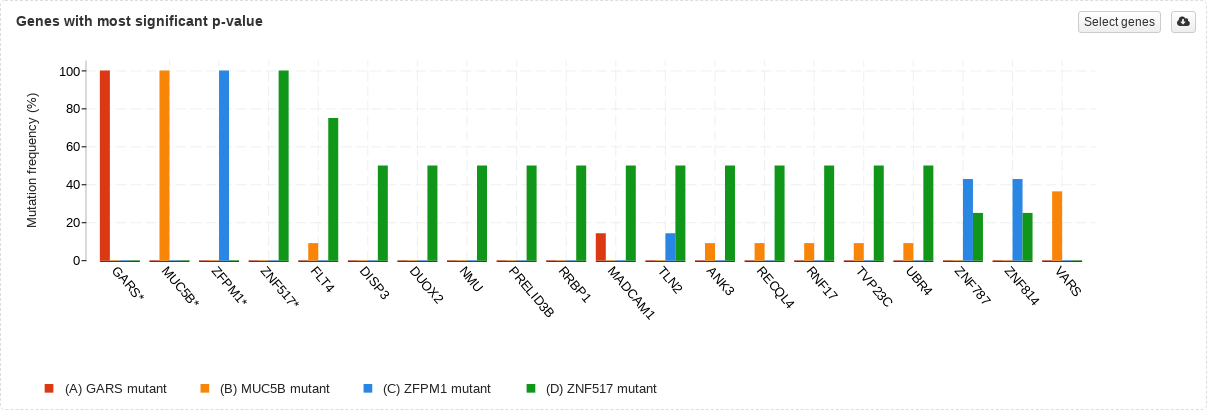 Genes with most significant p-value
Select genes
Mutation frequency (%)
100
80
60
40
20
0
GARS*
MUC5B*
ZFPM1*
ZNF517*
FLT4
DISP3
DUOX2
NMU
PRELID3B
RRBP1
MADCAM1
TLN2
ANK3
RECQL4
RNF17
TVP23C
UBR4
ZNF787
ZNF814
VARS
(A) GARS mutant
(B) MUC5B mutant
(C) ZFPM1 mutant
(D) ZNF517 mutant